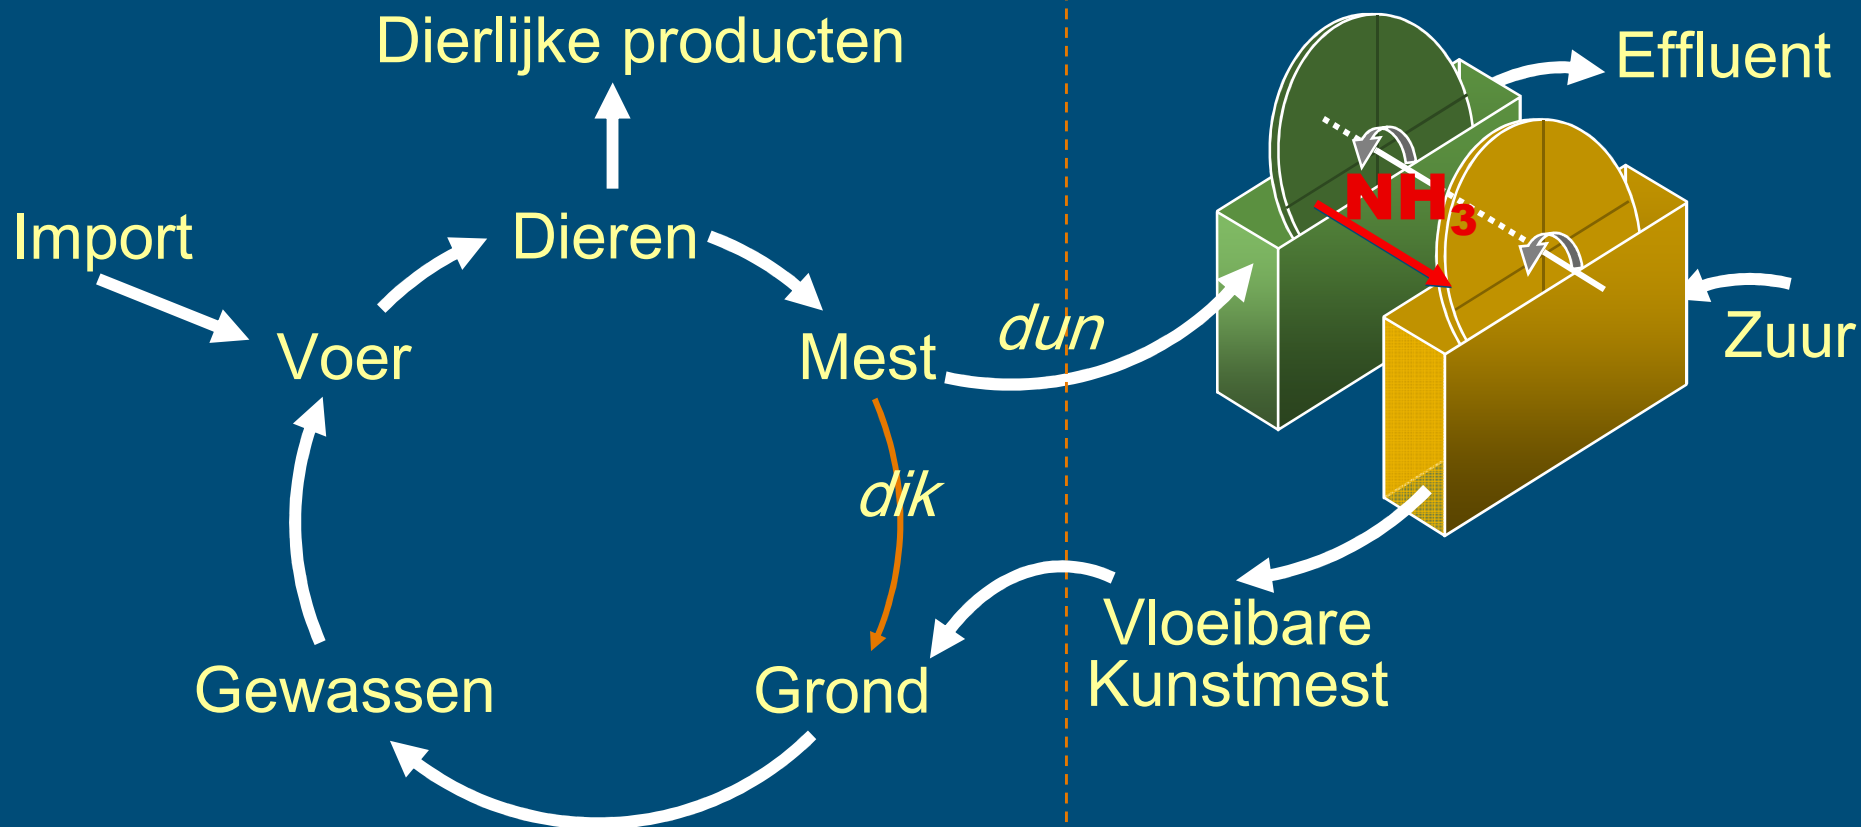 Dierlijke producten
Effluent
NH3
Import
Dieren
Zuur
Voer
Mest
dun
dik
Vloeibare
Kunstmest
Gewassen
Grond